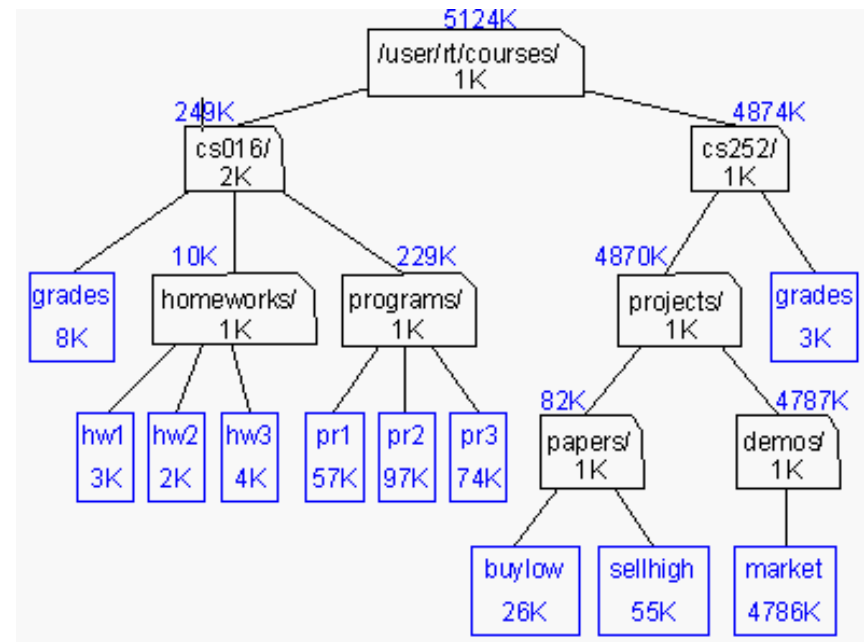 5124K
/user/rt/courses/
1K
249K
4874K
cs016/
2K
cs252/
1K
10K
229K
4870K
grades
8K
homeworks/
1K
programs/
1K
projects/
1K
grades
3K
82K
4787K
hw1
3K
hw2
2K
hw3
4K
pr1
57K
pr2
97K
pr3
74K
papers/
1K
demos/
1K
buylow
26K
sellhigh
55K
market
4786K